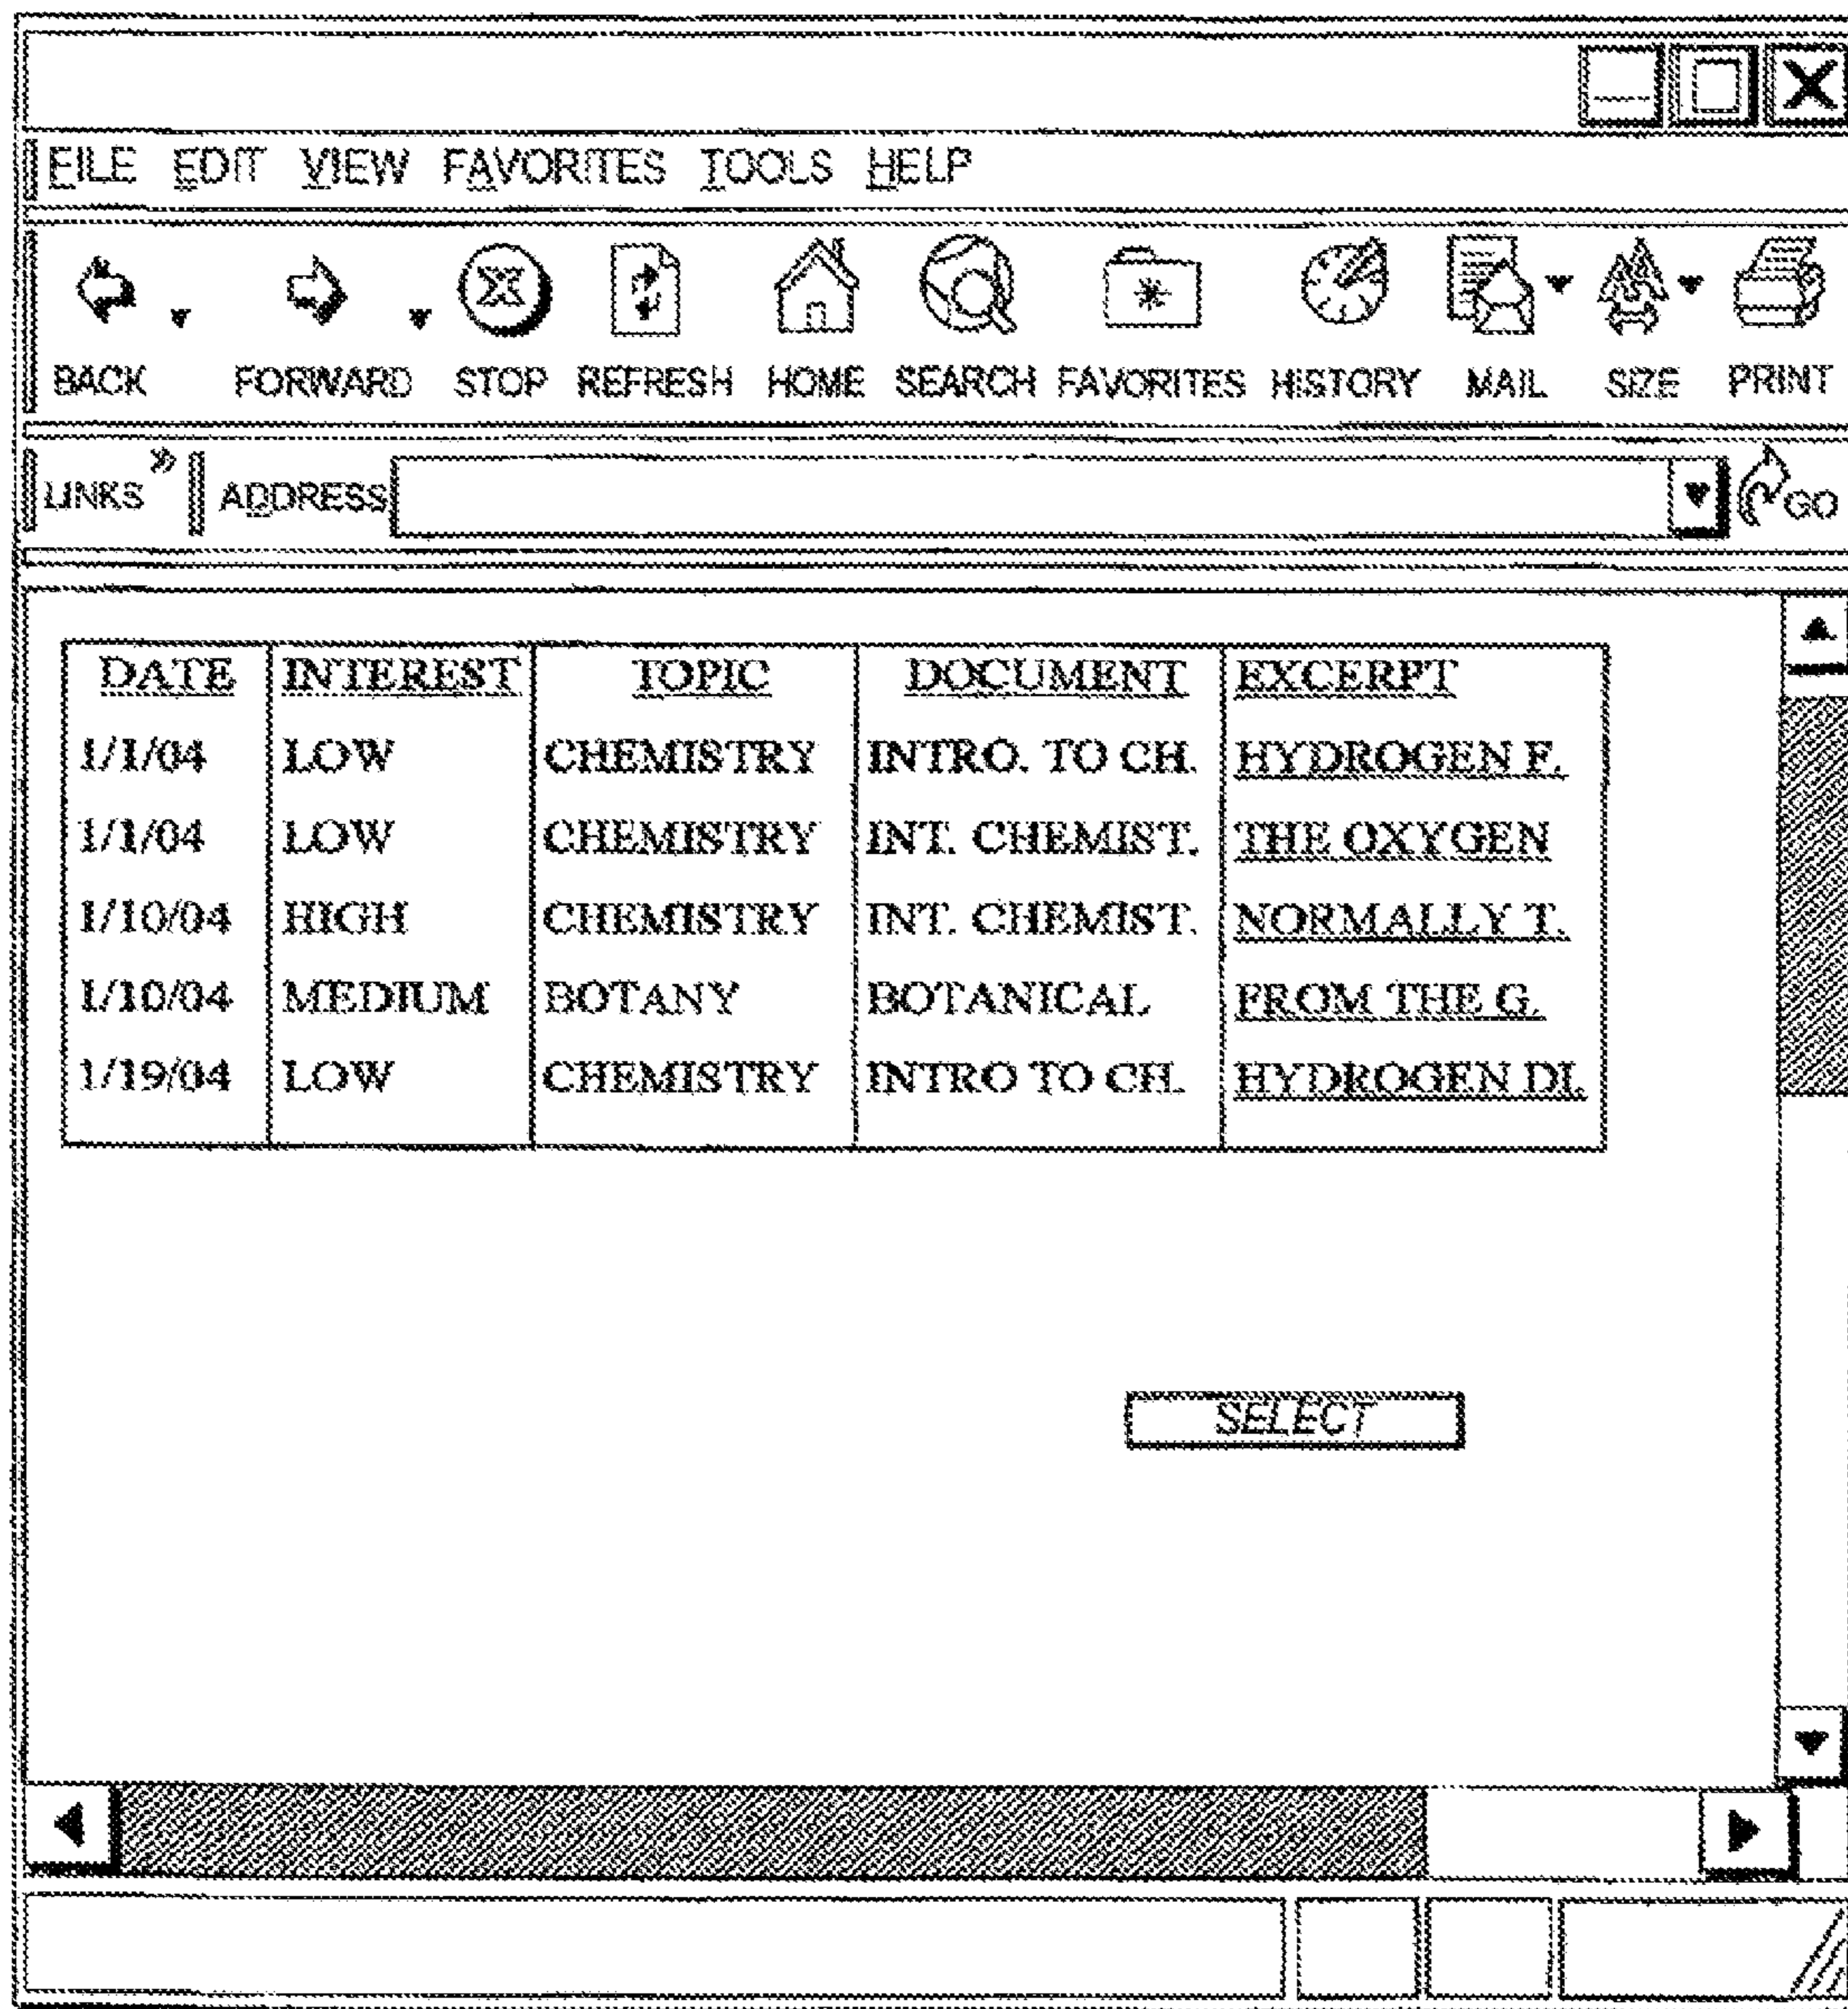 FILE EDIT VIEW FAVORITES TOOLS HELP
BACK FORWARD STOP REFRESH HOME SEARCH FAVORITES HISTORY MAIL SIZE PRINT
LINKS » ADDRESS GO
DATE INTEREST TOPIC DOCUMENT EXCERPT
1/1/04 LOW CHEMISTRY INTRO. TO CH. HYDROGEN F.
1/1/04 LOW CHEMISTRY INT. CHEMIST. THE OXYGEN
1/10/04 HIGH CHEMISTRY INT. CHEMIST. NORMALLY T.
1/10/04 MEDIUM BOTANY BOTANICAL FROM THE G.
1/19/04 LOW CHEMISTRY INTRO TO CH. HYDROGEN DI.
SELECT